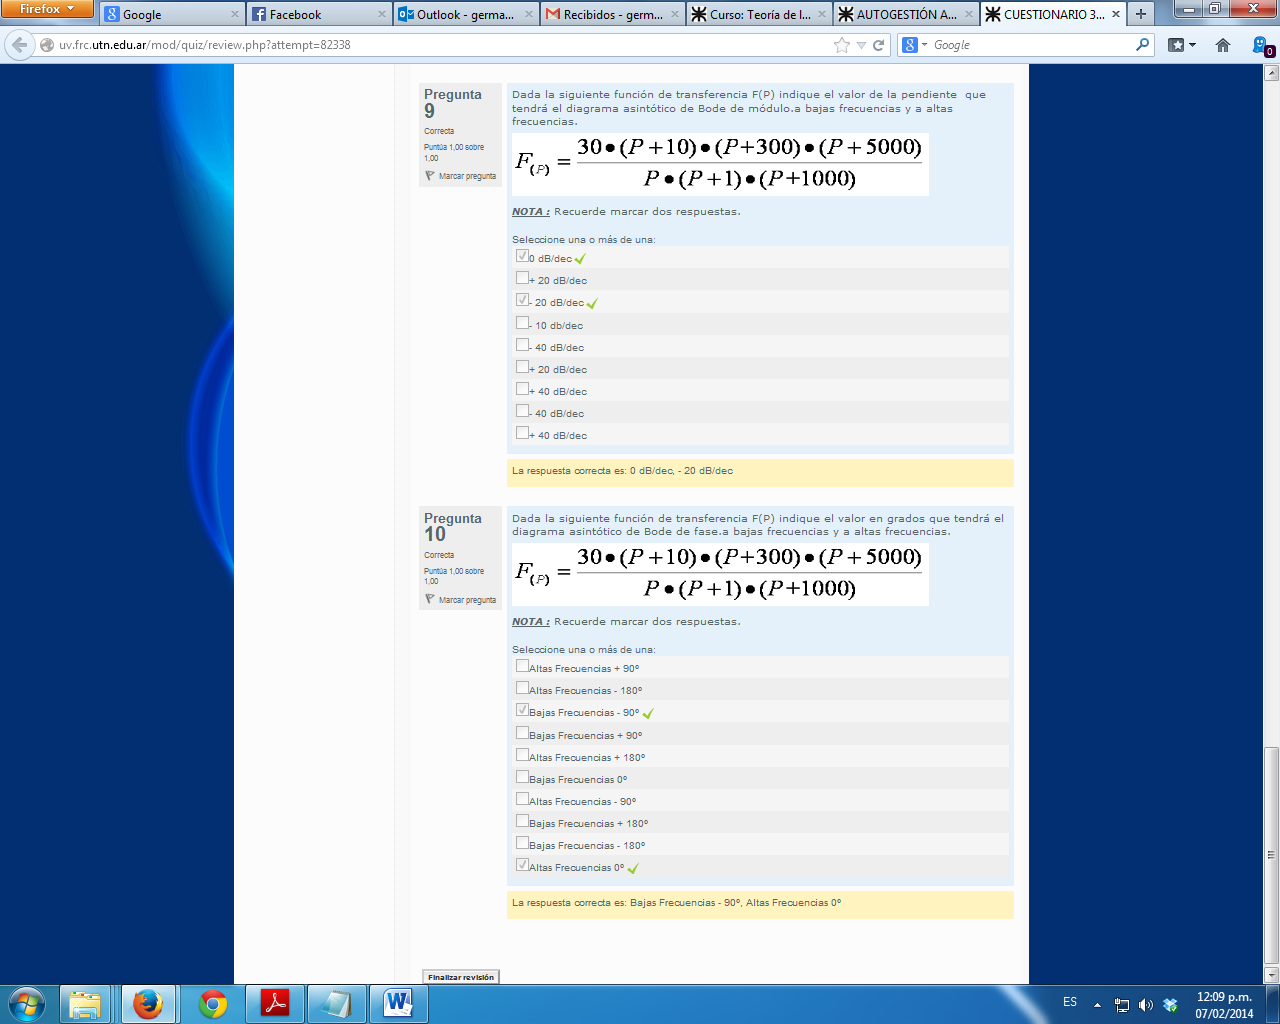 Firefox
Google
Facebook
Outlook - germa...
Recibidos - germ...
Curso: Teoría de l...
AUTOGESTIÓN A...
CUESTIONARIO 3...
uv.frc.utn.edu.ar/mod/quiz/review.php?attempt=82338
Google
0
Pregunta
9
Correcta
Puntúa 1,00 sobre
1,00
Marcar pregunta
Dada la siguiente función de transferencia F(P) indique el valor de la pendiente que
tendrá el diagrama asintótico de Bode de módulo.a bajas frecuencias y a altas
frecuencias.
F(P) = 30•(P+10)•(P+300)•(P+5000)
P•(P+1)•(P+1000)
NOTA : Recuerde marcar dos respuestas.
Seleccione una o más de una:
0 dB/dec
+ 20 dB/dec
- 20 dB/dec
- 10 db/dec
- 40 dB/dec
+ 20 dB/dec
+ 40 dB/dec
- 40 dB/dec
+ 40 dB/dec
La respuesta correcta es: 0 dB/dec, - 20 dB/dec
Pregunta
10
Correcta
Puntúa 1,00 sobre
1,00
Marcar pregunta
Dada la siguiente función de transferencia F(P) indique el valor en grados que tendrá el
diagrama asintótico de Bode de fase.a bajas frecuencias y a altas frecuencias.
F(P) = 30•(P+10)•(P+300)•(P+5000)
P•(P+1)•(P+1000)
NOTA : Recuerde marcar dos respuestas.
Seleccione una o más de una:
Altas Frecuencias + 90º
Altas Frecuencias - 180º
Bajas Frecuencias - 90º
Bajas Frecuencias + 90º
Altas Frecuencias + 180º
Bajas Frecuencias 0º
Altas Frecuencias - 90º
Bajas Frecuencias + 180º
Bajas Frecuencias - 180º
Altas Frecuencias 0º
La respuesta correcta es: Bajas Frecuencias - 90º, Altas Frecuencias 0º
Finalizar revisión
ES
12:09 p.m.
07/02/2014